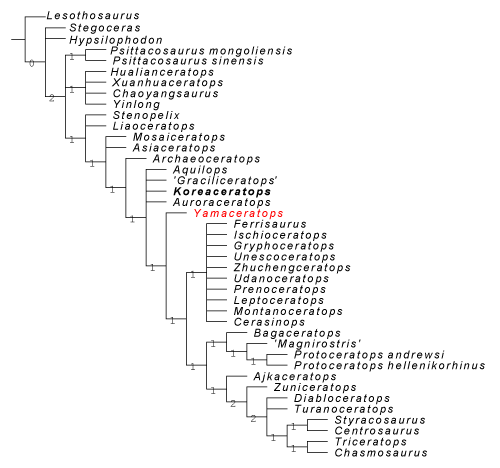 Lesothosaurus
Stegoceras
Hypsilophodon
0
Psittacosaurus mongoliensis
1
Psittacosaurus sinensis
Hualianceratops
Xuanhuaceratops
1
Chaoyangsaurus
2
Yinlong
Stenopelix
Liaoceratops
1
Mosaiceratops
Asiaceratops
1
Archaeoceratops
Aquilops
'Graciliceratops'
1
Koreaceratops
Auroraceratops
Yamaceratops
1
Ferrisaurus
Ischioceratops
Gryphoceratops
Unescoceratops
1
Zhuchengceratops
1
Udanoceratops
Prenoceratops
Leptoceratops
Montanoceratops
1
Cerasinops
Bagaceratops
1
'Magnirostris'
1
Protoceratops andrewsi
1
Protoceratops hellenikorhinus
1
Ajkaceratops
Zuniceratops
1
Diabloceratops
2
Turanoceratops
2
Styracosaurus
1
Centrosaurus
1
Triceratops
1
Chasmosaurus